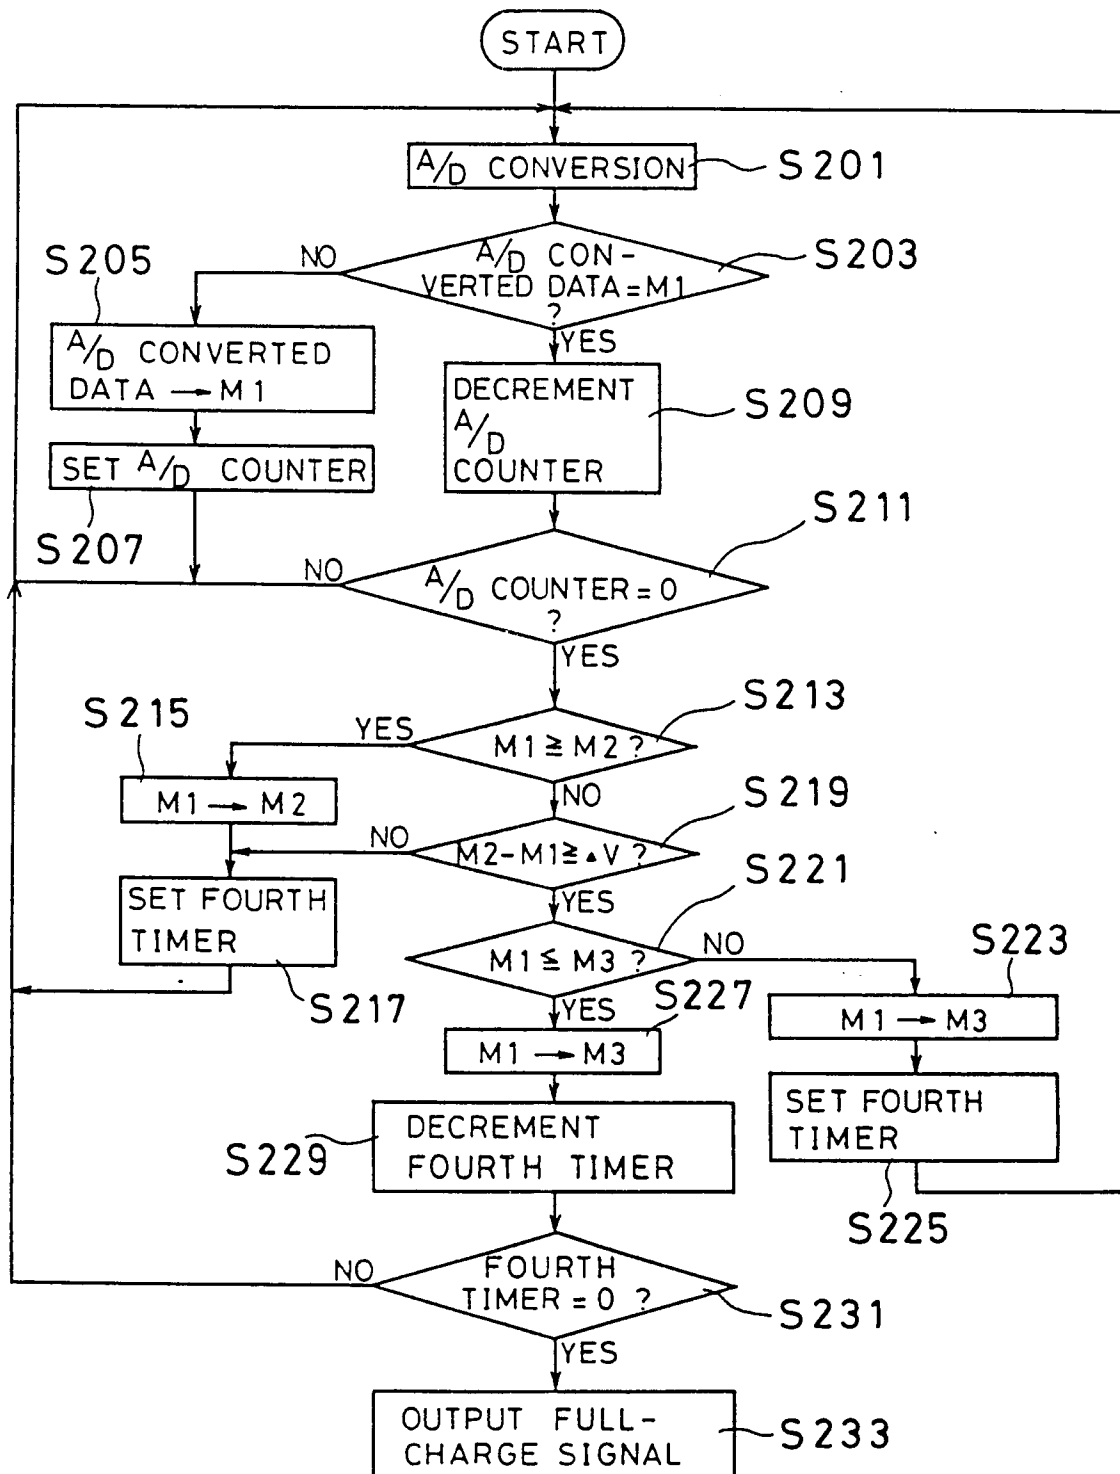 START
A/D CONVERSION
S201
A/D CON-
VERTED DATA=M1
?
S203
NO
YES
S205
A/D CONVERTED
DATA → M1
DECREMENT
A/D
COUNTER
S209
SET A/D COUNTER
S207
S211
NO
A/D COUNTER = 0
?
YES
S213
S215
YES
M1 ≧ M2 ?
NO
M1 → M2
S219
NO
M2-M1≧▲V ?
YES
S221
SET FOURTH
TIMER
S217
M1 ≦ M3 ?
NO
YES
S223
S227
M1 → M3
M1 → M3
SET FOURTH
TIMER
S225
S229
DECREMENT
FOURTH TIMER
NO
FOURTH
TIMER = 0 ?
S231
YES
OUTPUT FULL-
CHARGE SIGNAL
S233